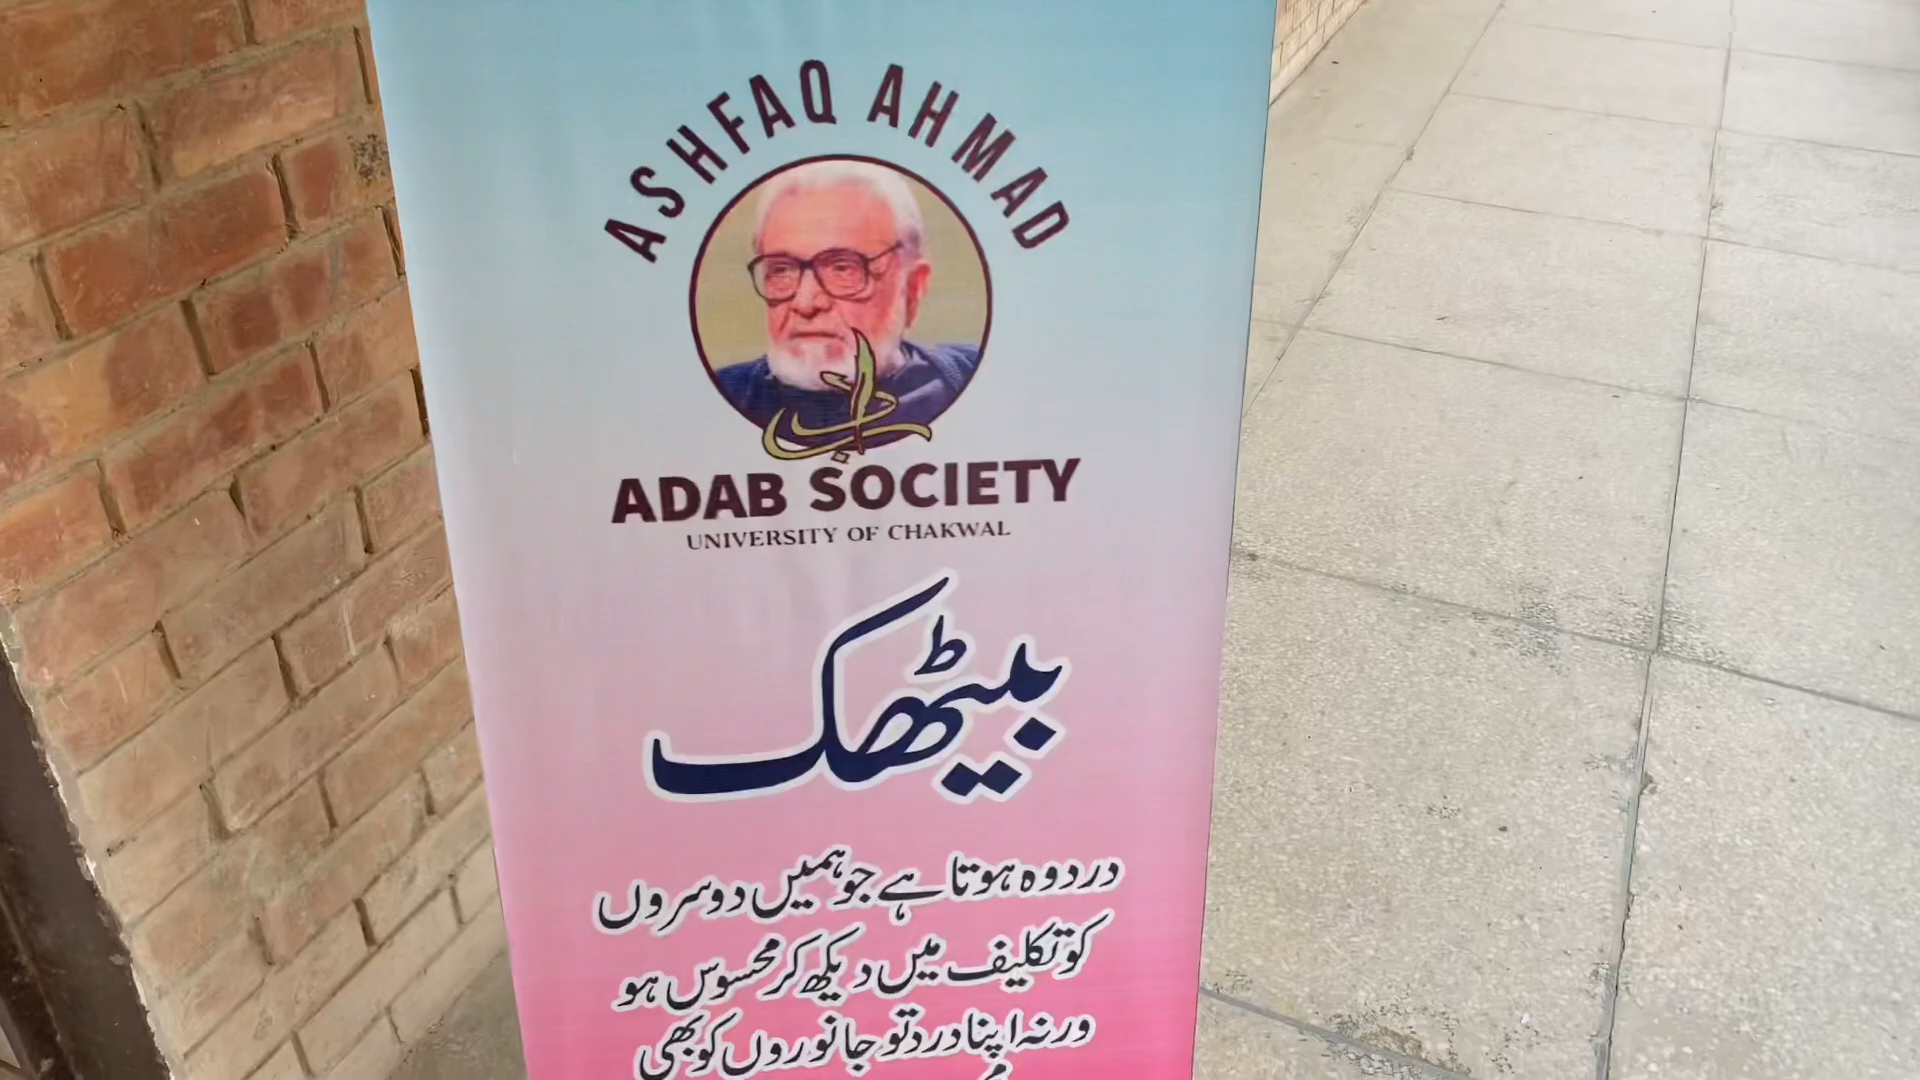 ASHFAQ AHMAD
ADAB SOCIETY
UNIVERSITY OF CHAKWAL
بیٹھک
درد وہ ہوتا ہے جو ہمیں دوسروں
کو تکلیف میں دیکھ کر محسوس ہو
ورنہ اپنا درد تو جانوروں کو بھی